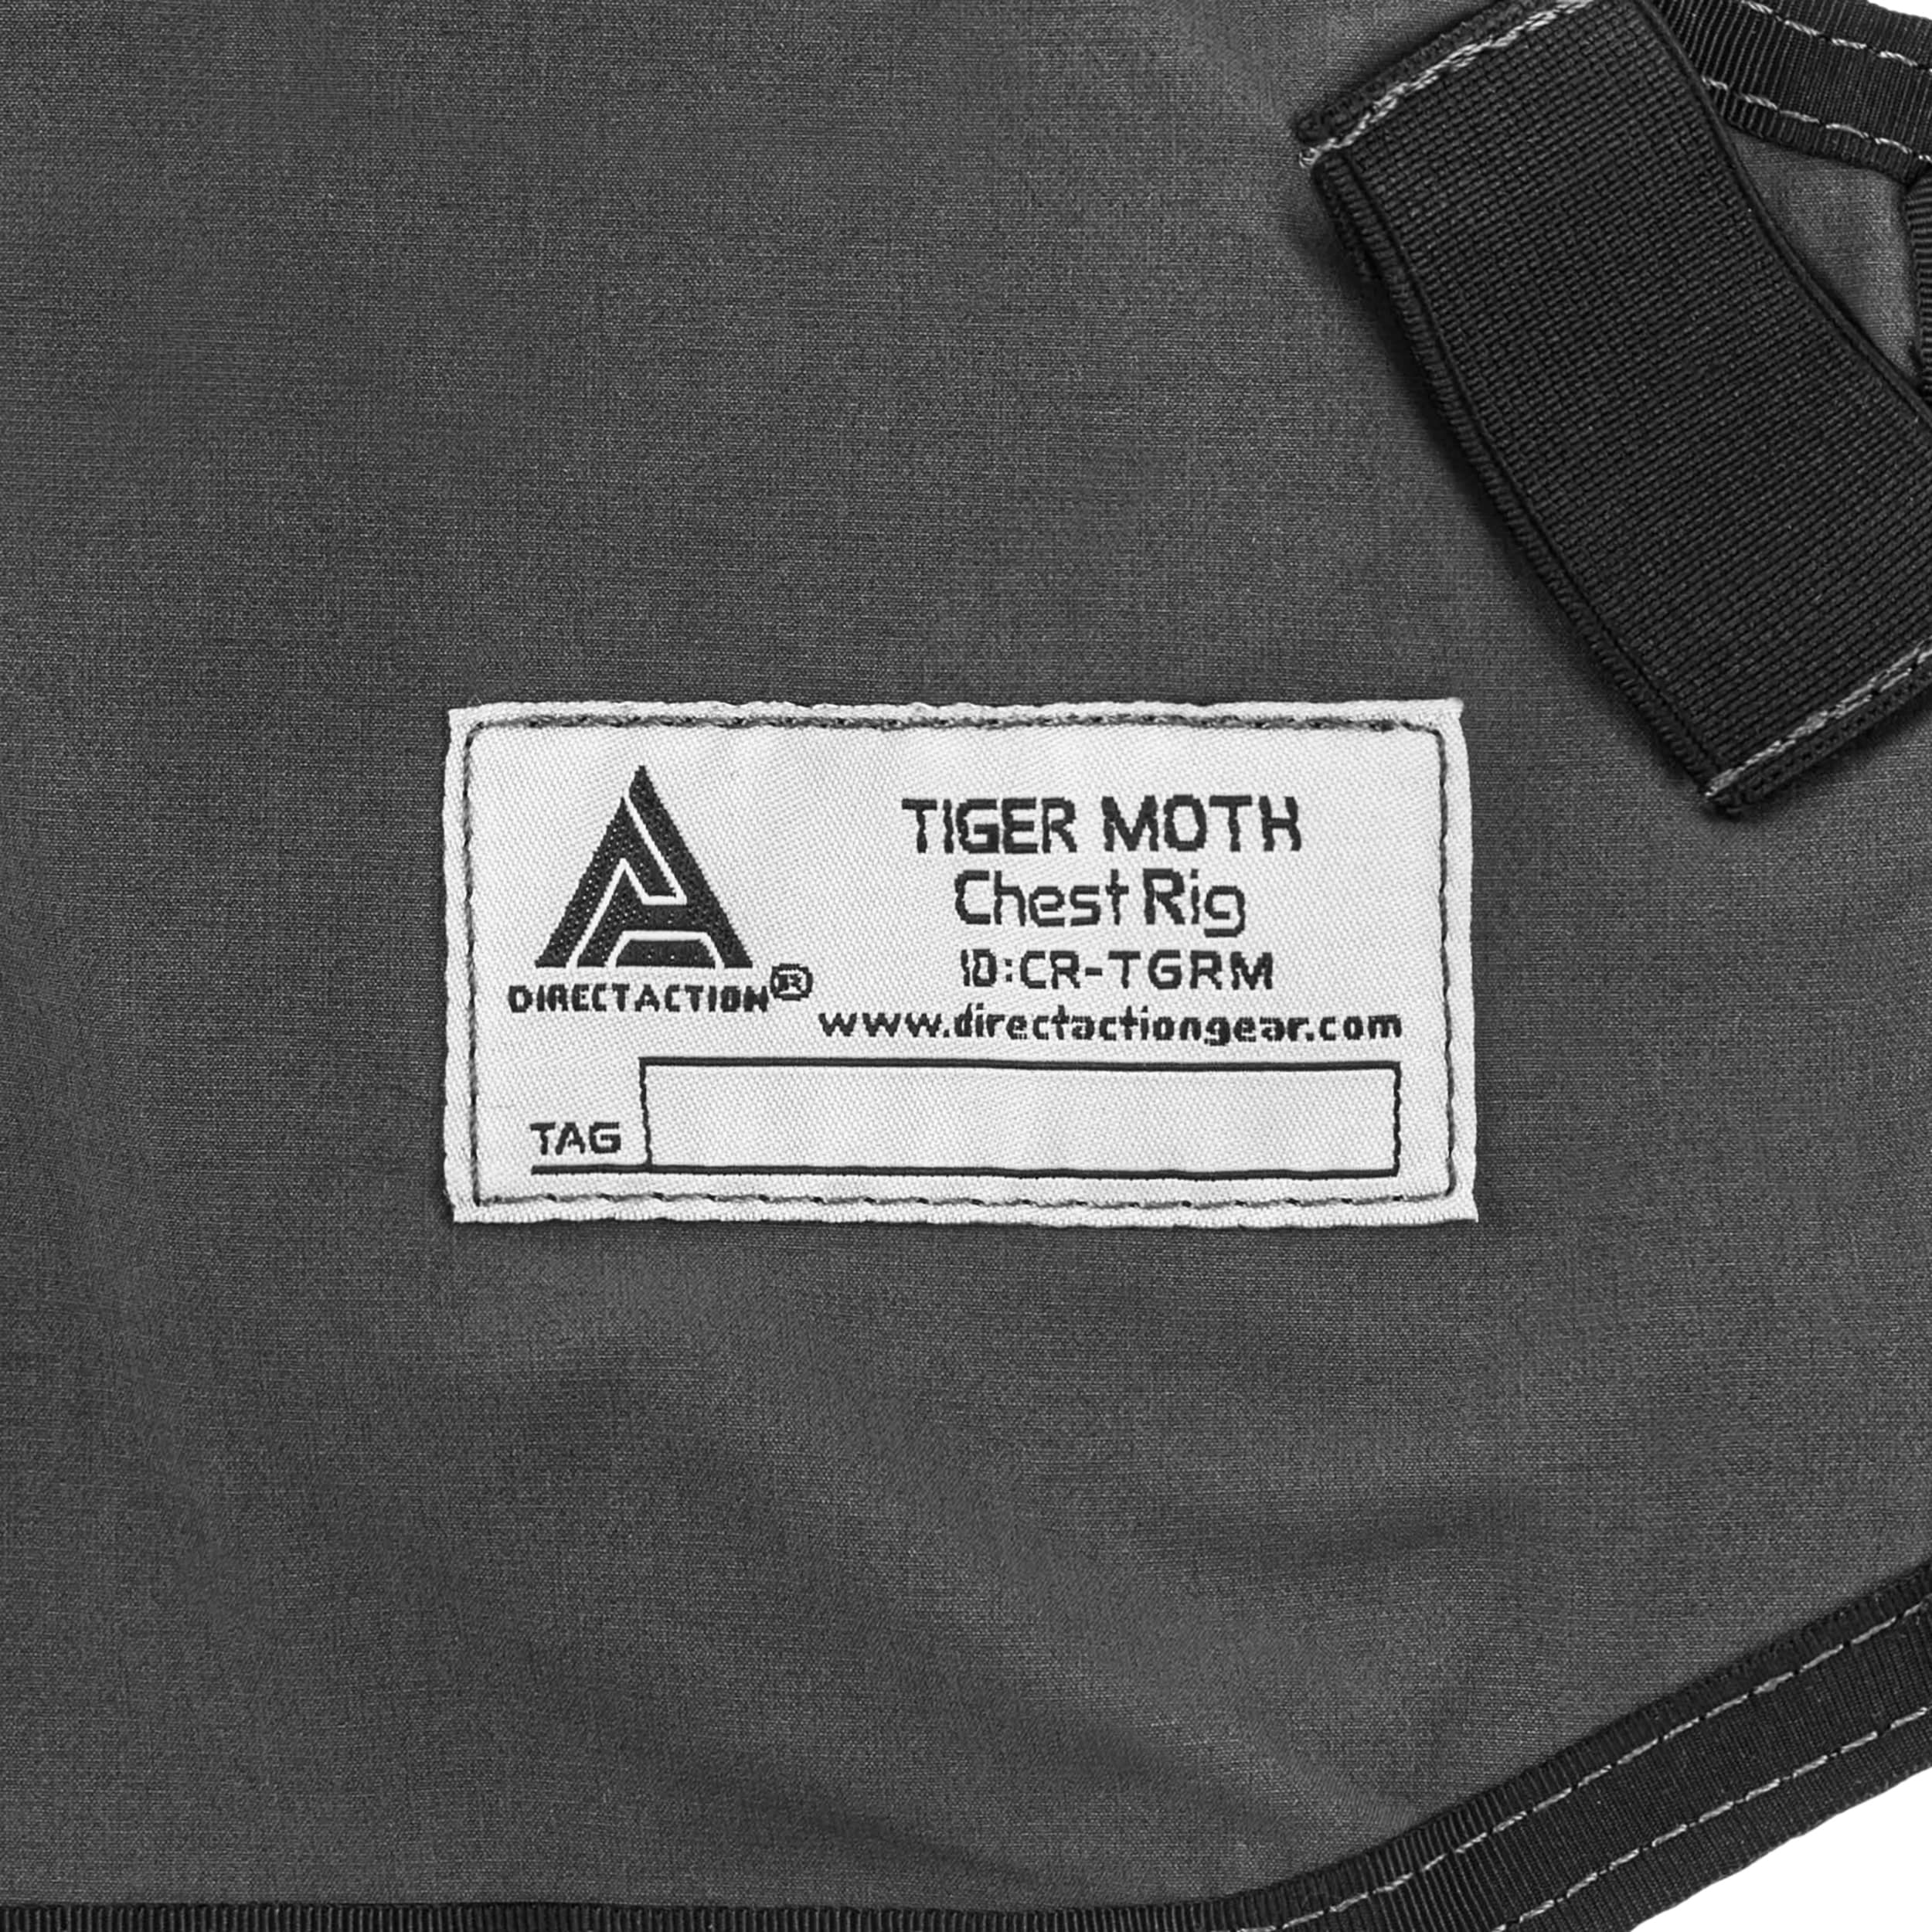 TIGER MOTH
Chest Rig
ID:CR-TGRM
DIRECTACTION®
www.directactiongear.com
TAG